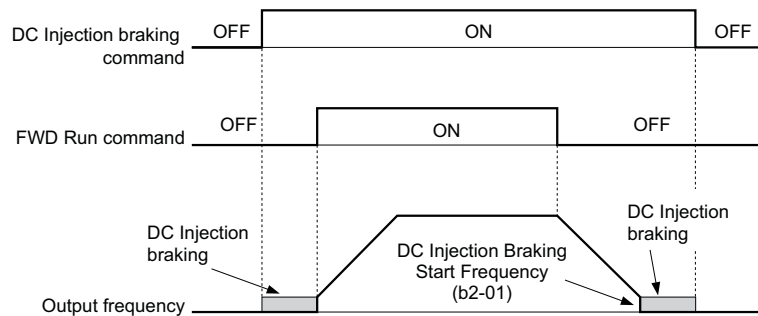 DC Injection braking
command
OFF
ON
OFF
FWD Run command
OFF
ON
OFF
DC Injection
braking
DC Injection Braking
Start Frequency
(b2-01)
DC Injection
braking
Output frequency